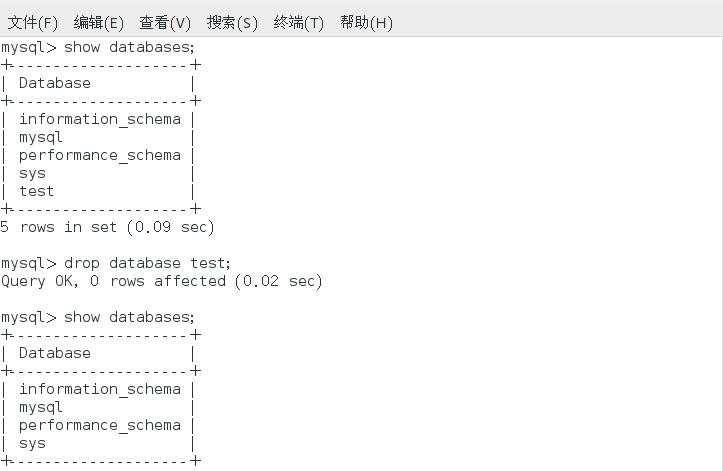 文件(F) 编辑(E) 查看(V) 搜索(S) 终端(T) 帮助(H)
mysql> show databases;
+--------------------+
| Database           |
+--------------------+
| information_schema |
| mysql              |
| performance_schema |
| sys                |
| test               |
+--------------------+
5 rows in set (0.09 sec)
mysql> drop database test;
Query OK, 0 rows affected (0.02 sec)
mysql> show databases;
+--------------------+
| Database           |
+--------------------+
| information_schema |
| mysql              |
| performance_schema |
| sys                |
+--------------------+